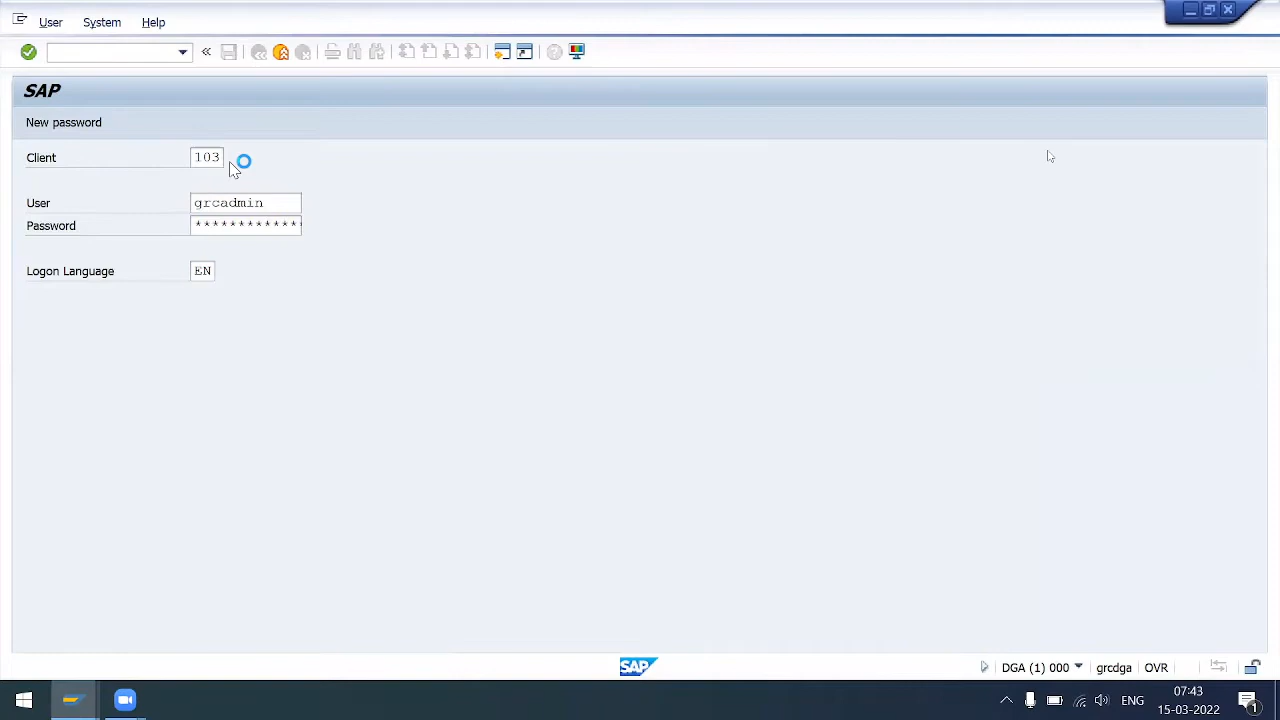 User System Help
SAP
New password
Client 103
User grcadmin
Password *************
Logon Language EN
SAP DGA (1) 000 grcdga OVR
ENG 07:43
15-03-2022 1